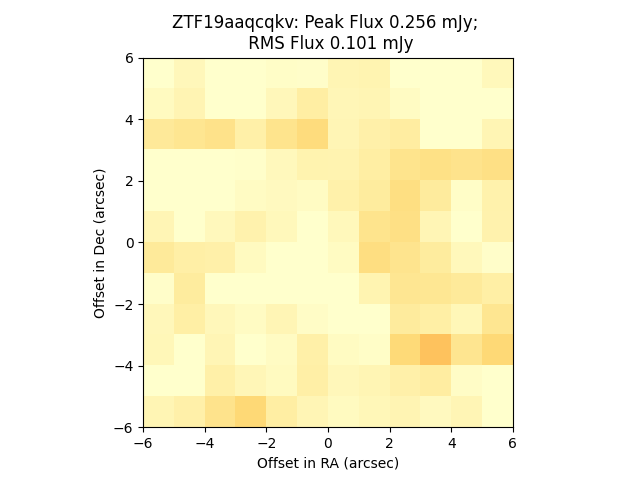 ZTF19aaqcqkv: Peak Flux 0.256 mJy;
RMS Flux 0.101 mJy
6
4
2
0
−2
−4
−6
Offset in Dec (arcsec)
−6 −4 −2 0 2 4 6
Offset in RA (arcsec)